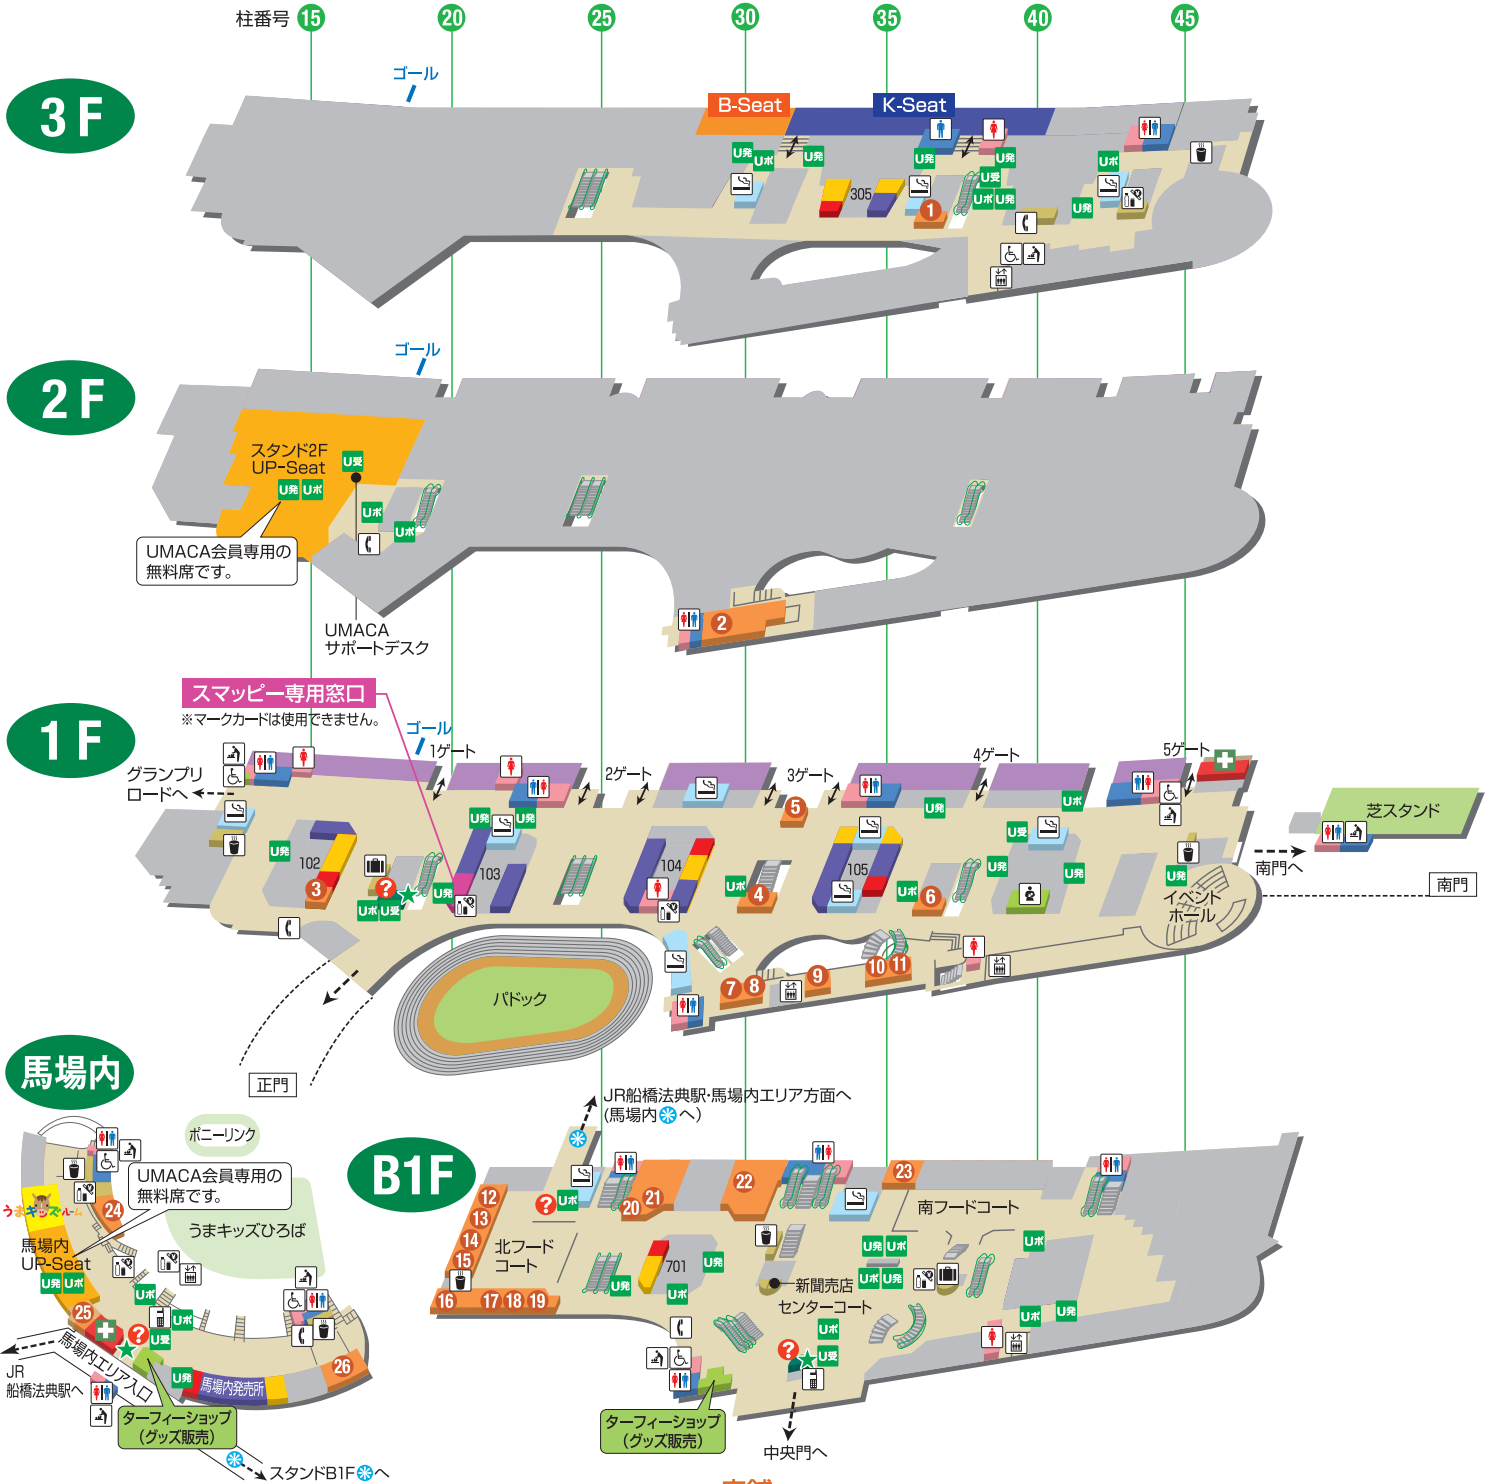 柱番号 15 20 25 30 35 40 45
3F
ゴール
B-Seat
K-Seat
U発
Uポ
U発
U発
U発
U受
Uポ
U発
Uポ
U発
305
1
2F
ゴール
スタンド2F
UP-Seat
U受
U発
Uポ
Uポ
Uポ
UMACA会員専用の
無料席です。
UMACA
サポートデスク
2
1F
スマッピー専用窓口
※マークカードは使用できません。
ゴール
1ゲート
2ゲート
3ゲート
4ゲート
5ゲート
グランプリ
ロードへ
芝スタンド
南門へ
南門
U発
U発
U発
Uポ
U発
102
103
104
105
U受
U発
U発
U発
U発
Uポ
U受
U発
Uポ
Uポ
?
3
4
5
6
7
8
9
10
11
イベント
ホール
パドック
正門
馬場内
ポニーリンク
UMACA会員専用の
無料席です。
うまキッズルーム
うまキッズひろば
24
馬場内
UP-Seat
U発
Uポ
Uポ
Uポ
U受
?
25
馬場内エリア入口
JR
船橋法典駅へ
U発
馬場内発売所
26
ターフィーショップ
(グッズ販売)
スタンドB1Fへ
B1F
JR船橋法典駅・馬場内エリア方面へ
(馬場内へ)
12
13
14
15
16
17
18
19
20
21
22
23
?
Uポ
北フード
コート
南フードコート
701
U発
U発
Uポ
U発
Uポ
Uポ
U発
Uポ
Uポ
U発
新聞売店
センターコート
Uポ
U受
?
ターフィーショップ
(グッズ販売)
中央門へ